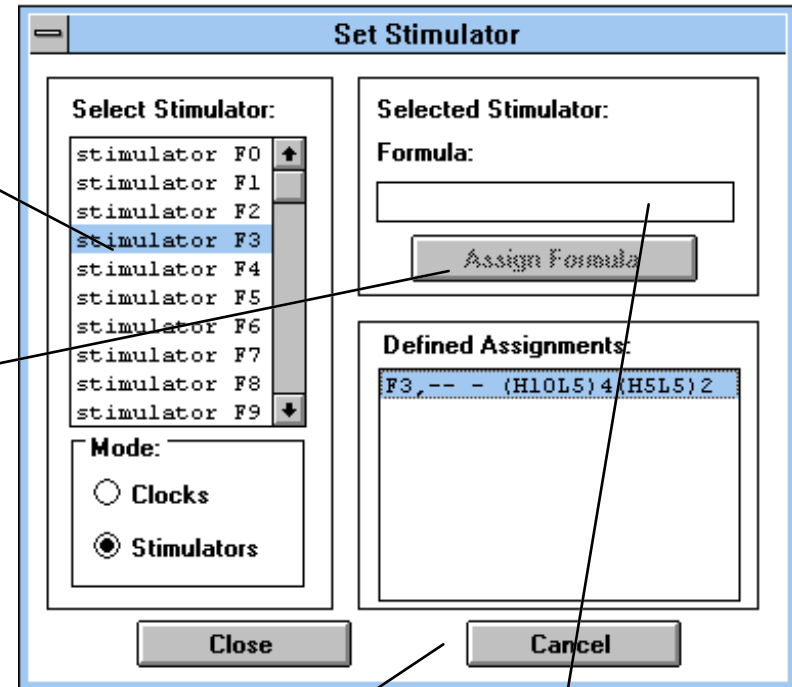 Set Stimulator
Select Stimulator:
stimulator F0
stimulator F1
stimulator F2
stimulator F3
stimulator F4
stimulator F5
stimulator F6
stimulator F7
stimulator F8
stimulator F9
Mode:
Clocks
Stimulators
Selected Stimulator:
Formula:
Assign Formula
Defined Assignments:
F3,-- - (H10L5)4(H5L5)2
Close
Cancel